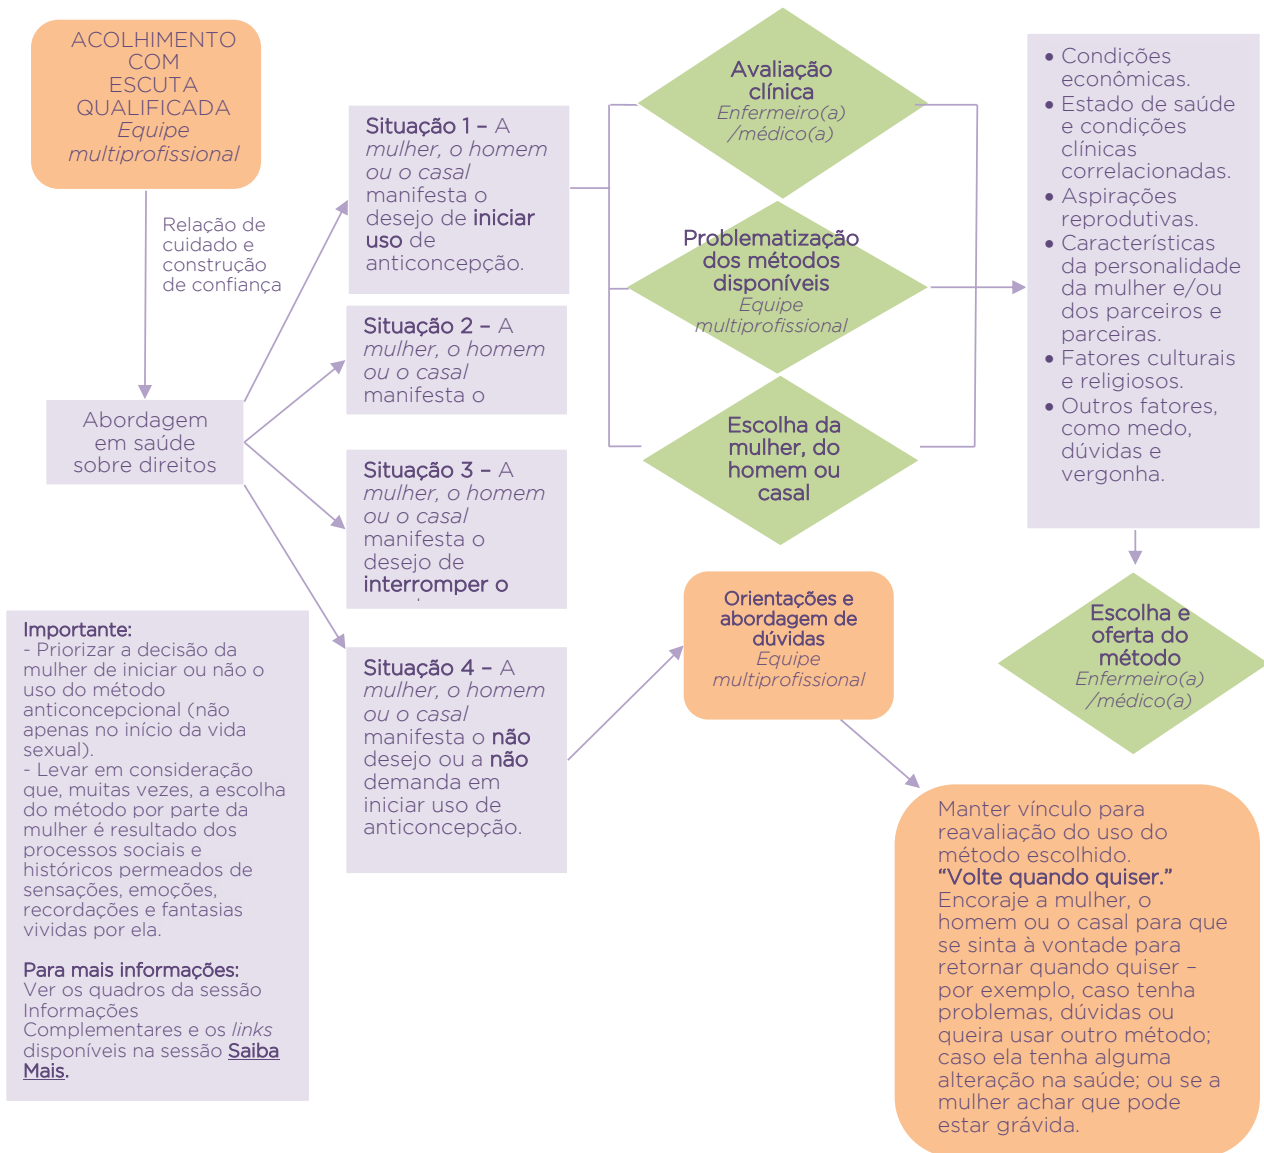 ACOLHIMENTO
COM
ESCUTA
QUALIFICADA
Equipe
multiprofissional
Relação de
cuidado e
construção
de confiança
Abordagem
em saúde
sobre direitos
Situação 1 – A
mulher, o homem
ou o casal
manifesta o
desejo de iniciar
uso de
anticoncepção.
Situação 2 – A
mulher, o homem
ou o casal
manifesta o
Situação 3 – A
mulher, o homem
ou o casal
manifesta o
desejo de
interromper o
Situação 4 – A
mulher, o homem
ou o casal
manifesta o não
desejo ou a não
demanda em
iniciar uso de
anticoncepção.
Avaliação
clínica
Enfermeiro(a)
/médico(a)
Problematização
dos métodos
disponíveis
Equipe
multiprofissional
Escolha da
mulher, do
homem ou
casal
• Condições
econômicas.
• Estado de saúde
e condições
clínicas
correlacionadas.
• Aspirações
reprodutivas.
• Características
da personalidade
da mulher e/ou
dos parceiros e
parceiras.
• Fatores culturais
e religiosos.
• Outros fatores,
como medo,
dúvidas e
vergonha.
Escolha e
oferta do
método
Enfermeiro(a)
/médico(a)
Orientações e
abordagem de
dúvidas
Equipe
multiprofissional
Manter vínculo para
reavaliação do uso do
método escolhido.
“Volte quando quiser.”
Encoraje a mulher, o
homem ou o casal para que
se sinta à vontade para
retornar quando quiser –
por exemplo, caso tenha
problemas, dúvidas ou
queira usar outro método;
caso ela tenha alguma
alteração na saúde; ou se a
mulher achar que pode
estar grávida.
Importante:
- Priorizar a decisão da
mulher de iniciar ou não o
uso do método
anticoncepcional (não
apenas no início da vida
sexual).
- Levar em consideração
que, muitas vezes, a escolha
do método por parte da
mulher é resultado dos
processos sociais e
históricos permeados de
sensações, emoções,
recordações e fantasias
vividas por ela.
Para mais informações:
Ver os quadros da sessão
Informações
Complementares e os links
disponíveis na sessão Saiba
Mais.